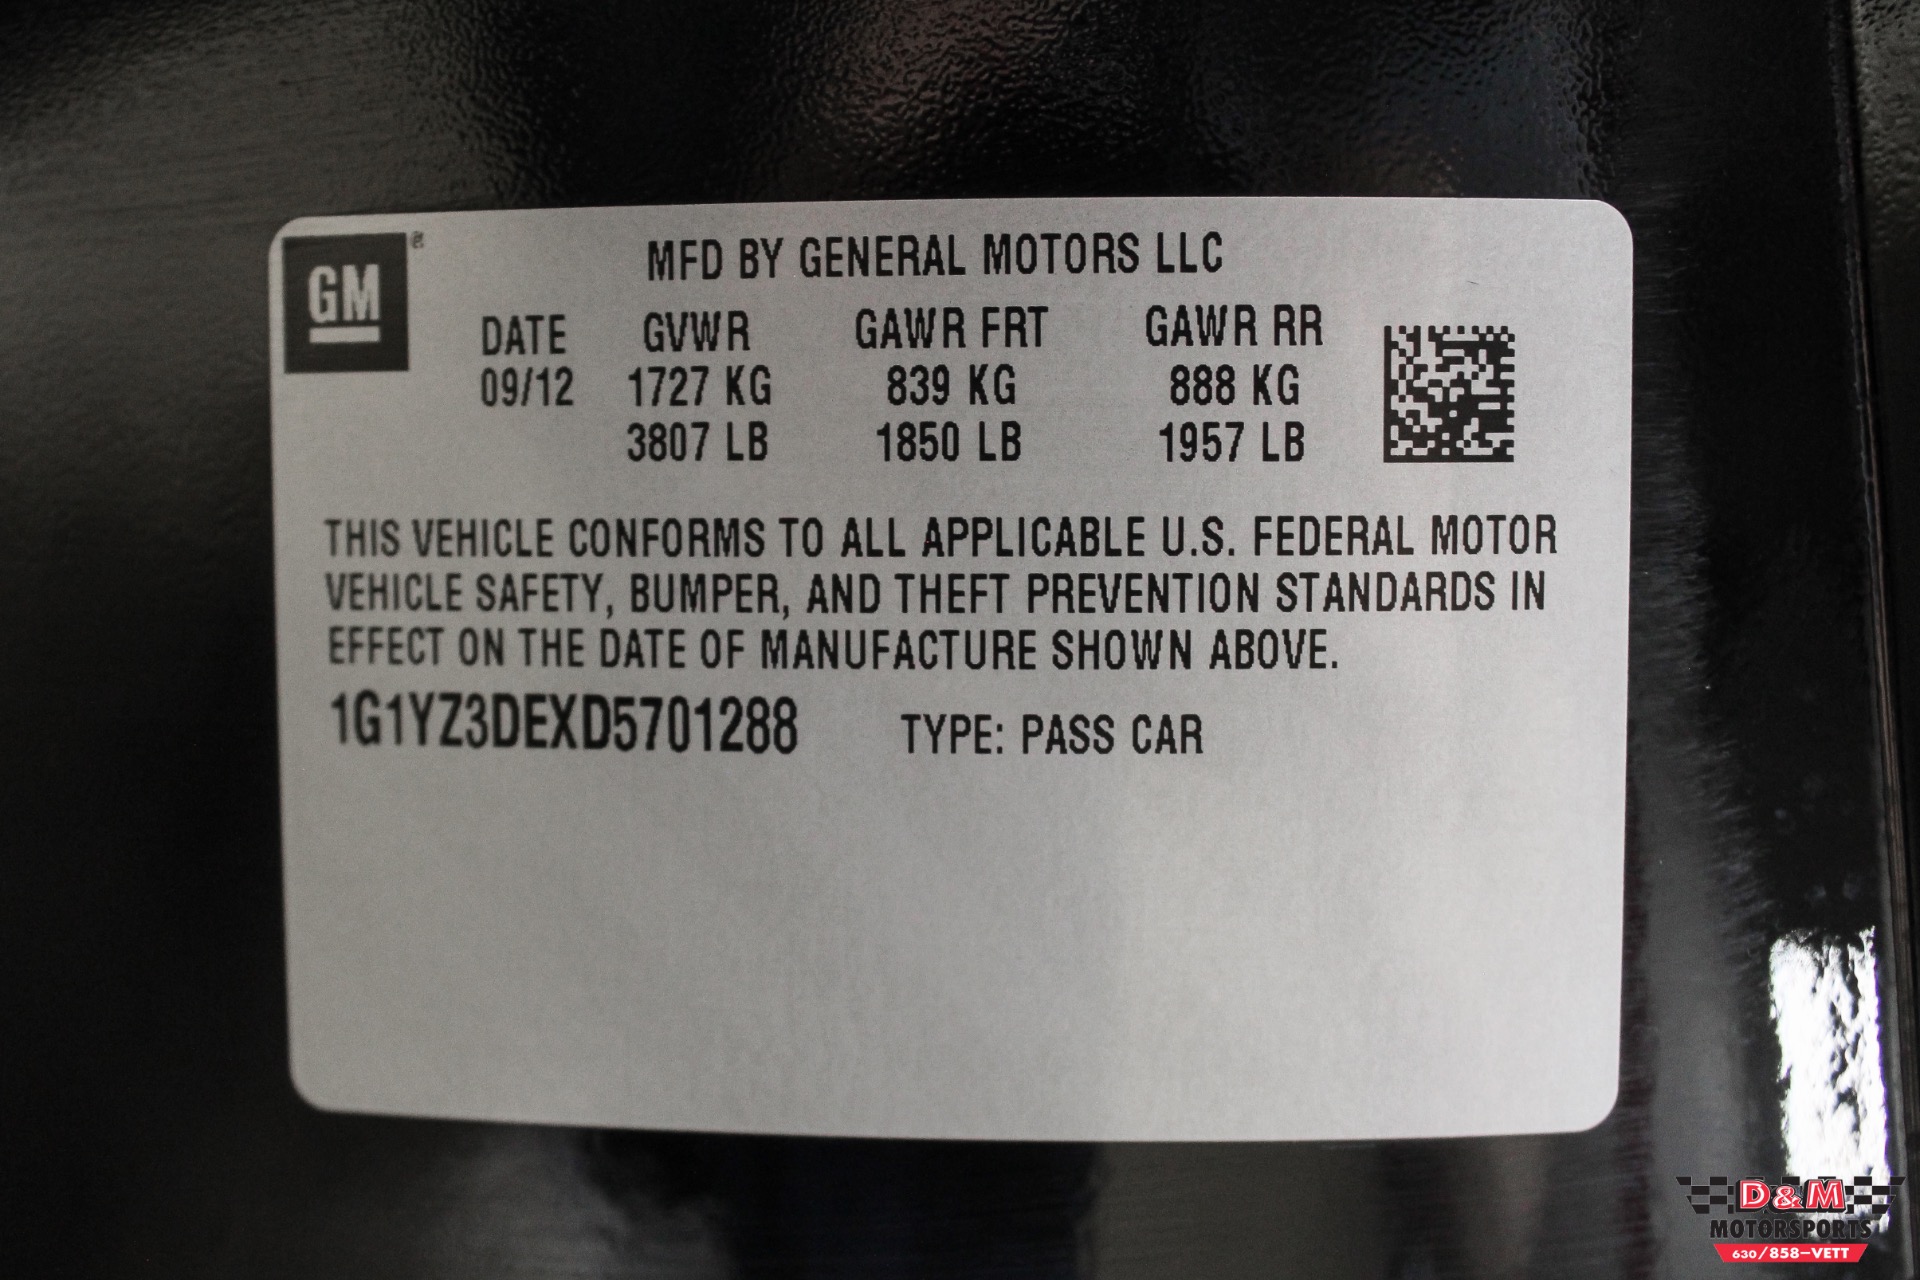 GM
MFD BY GENERAL MOTORS LLC
DATE GVWR GAWR FRT GAWR RR
09/12 1727 KG 839 KG 888 KG
3807 LB 1850 LB 1957 LB
THIS VEHICLE CONFORMS TO ALL APPLICABLE U.S. FEDERAL MOTOR
VEHICLE SAFETY, BUMPER, AND THEFT PREVENTION STANDARDS IN
EFFECT ON THE DATE OF MANUFACTURE SHOWN ABOVE.
1G1YZ3DEXD5701288 TYPE: PASS CAR
D&M
MOTORSPORTS
630/858-VETT